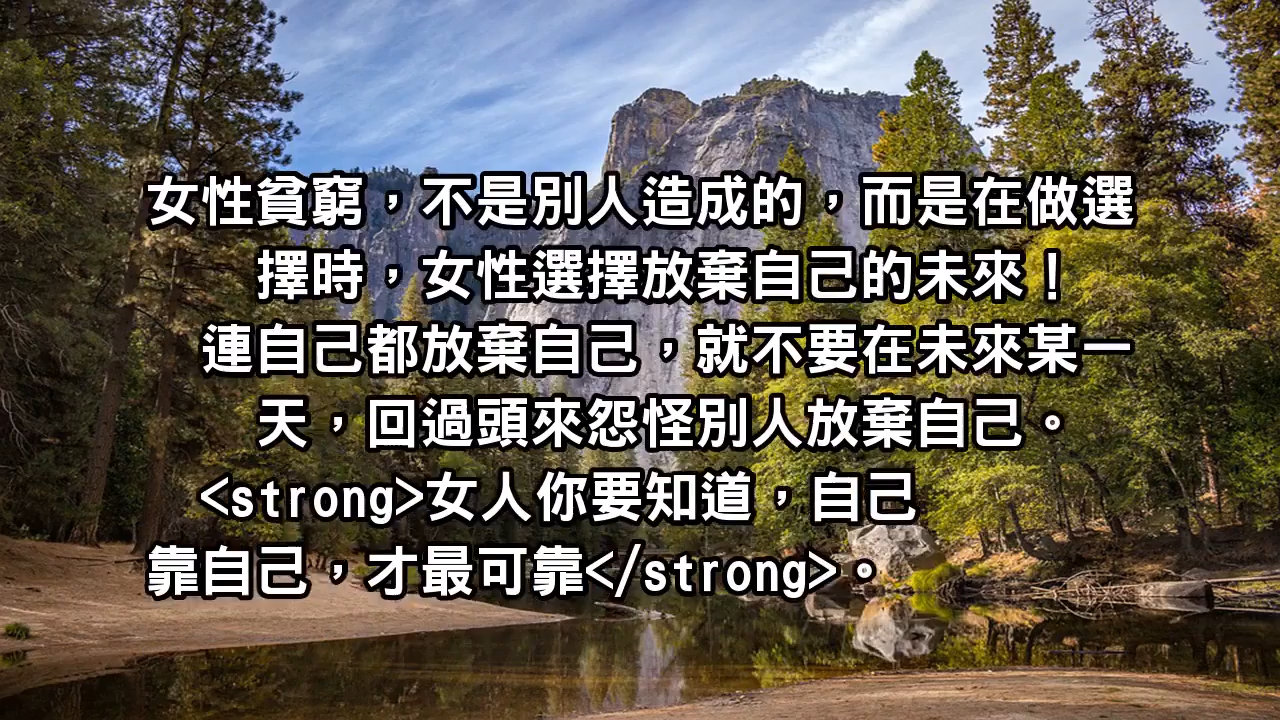 女性貧窮，不是別人造成的，而是在做選
擇時，女性選擇放棄自己的未來！
連自己都放棄自己，就不要在未來某一
天，回過頭來怨怪別人放棄自己。
<strong>女人你要知道，自己
靠自己，才最可靠</strong>。